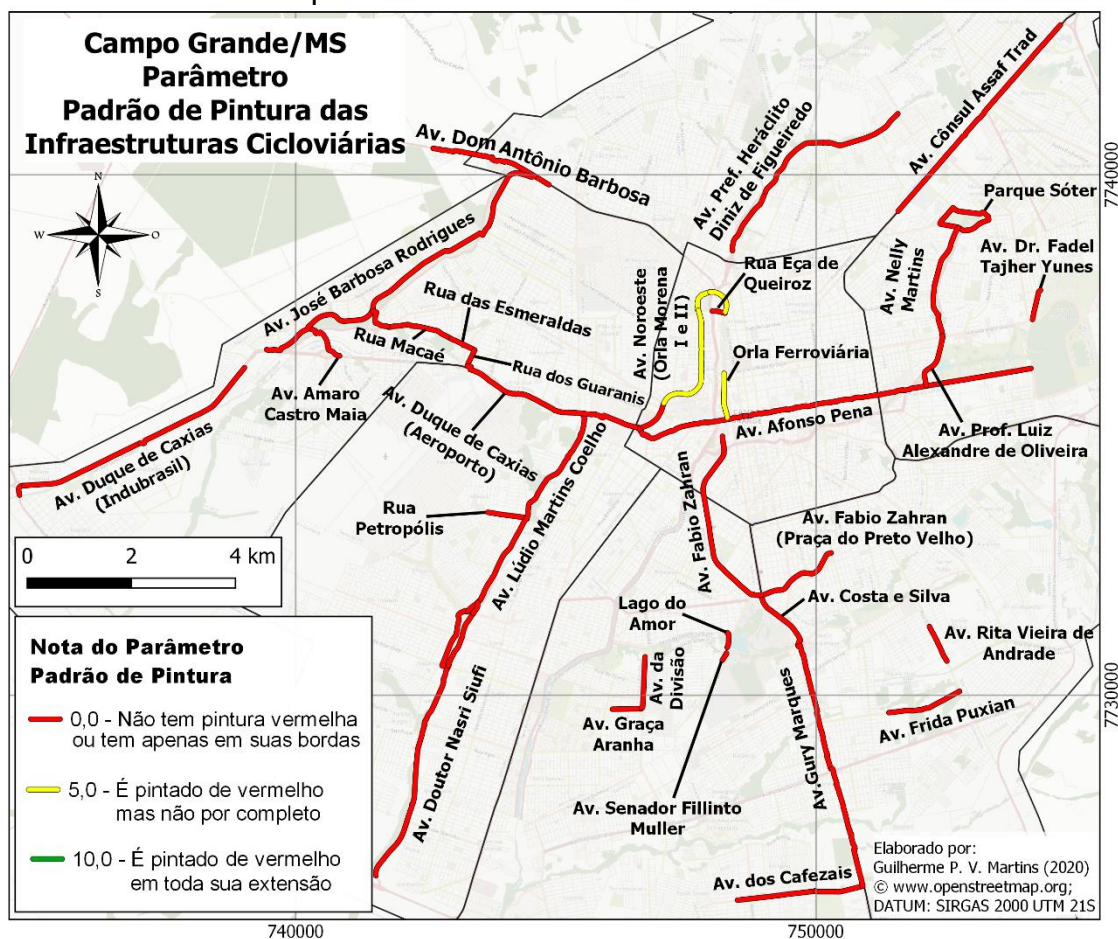 Campo Grande/MS
Parâmetro
Padrão de Pintura das
Infraestruturas Cicloviárias
N
W
O
S
Av. Dom Antônio Barbosa
Av. Pref. Heráclito
Diniz de Figueiredo
Av. Cônsul Assaf Trad
7740000
Parque Sóter
Av. Nelly
Martins
Av. Dr. Fadel
Tajher Yunes
Av. José Barbosa Rodrigues
Rua das Esmeraldas
Rua Macaé
Av. Noroeste
(Orla Morena
I e II)
Rua Eça de
Queiroz
Orla Ferroviária
Rua dos Guaranis
Av. Amaro
Castro Maia
Av. Duque de Caxias
(Aeroporto)
Av. Duque de Caxias
(Indubrasil)
Av. Afonso Pena
Av. Prof. Luiz
Alexandre de Oliveira
Av. Lúdio Martins Coelho
Rua
Petropólis
Av. Fabio Zahran
Av. Fabio Zahran
(Praça do Preto Velho)
0 2 4 km
Av. Costa e Silva
Lago do
Amor
Av. da
Divisão
Av. Rita Vieira de
Andrade
7730000
Av. Graça
Aranha
Av. Frida Puxian
Av.Gury Marques
Av. Doutor Nasri Siufi
Av. Senador Fillinto
Muller
Av. dos Cafezais
Nota do Parâmetro
Padrão de Pintura
0,0 - Não tem pintura vermelha
ou tem apenas em suas bordas
5,0 - É pintado de vermelho
mas não por completo
10,0 - É pintado de vermelho
em toda sua extensão
Elaborado por:
Guilherme P. V. Martins (2020)
© www.openstreetmap.org;
DATUM: SIRGAS 2000 UTM 21S
740000
750000